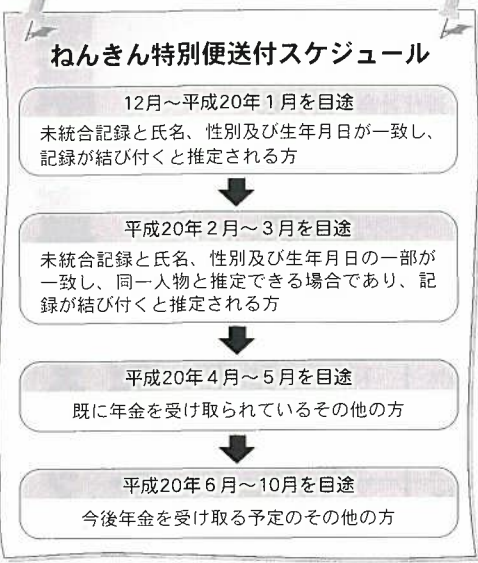 ねんきん特別便送付スケジュール
12月～平成20年1月を目途
未統合記録と氏名、性別及び生年月日が一致し、
記録が結び付くと推定される方
平成20年2月～3月を目途
未統合記録と氏名、性別及び生年月日の一部が
一致し、同一人物と推定できる場合であり、記
録が結び付くと推定される方
平成20年4月～5月を目途
既に年金を受け取られているその他の方
平成20年6月～10月を目途
今後年金を受け取る予定のその他の方